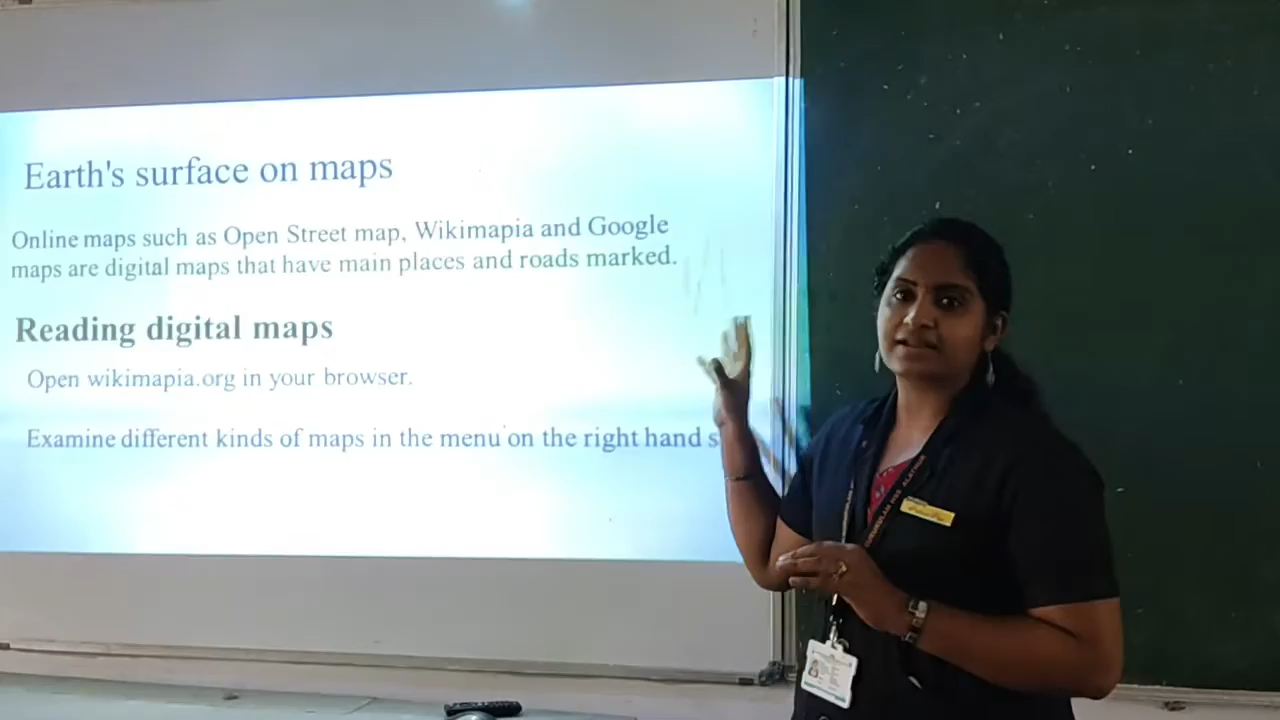 Earth's surface on maps
Online maps such as Open Street map, Wikimapia and Google
maps are digital maps that have main places and roads marked.
Reading digital maps
Open wikimapia.org in your browser.
Examine different kinds of maps in the menu on the right hand s
HSS ALATHUR